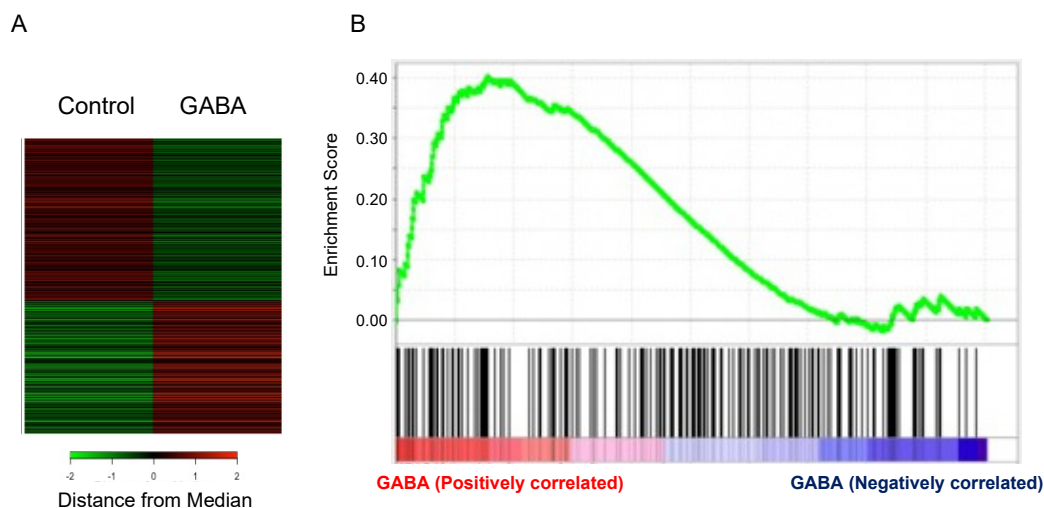 A
B
Control GABA
-2 -1 0 1 2
Distance from Median
Enrichment Score
0.40
0.30
0.20
0.10
0.00
GABA (Positively correlated)
GABA (Negatively correlated)